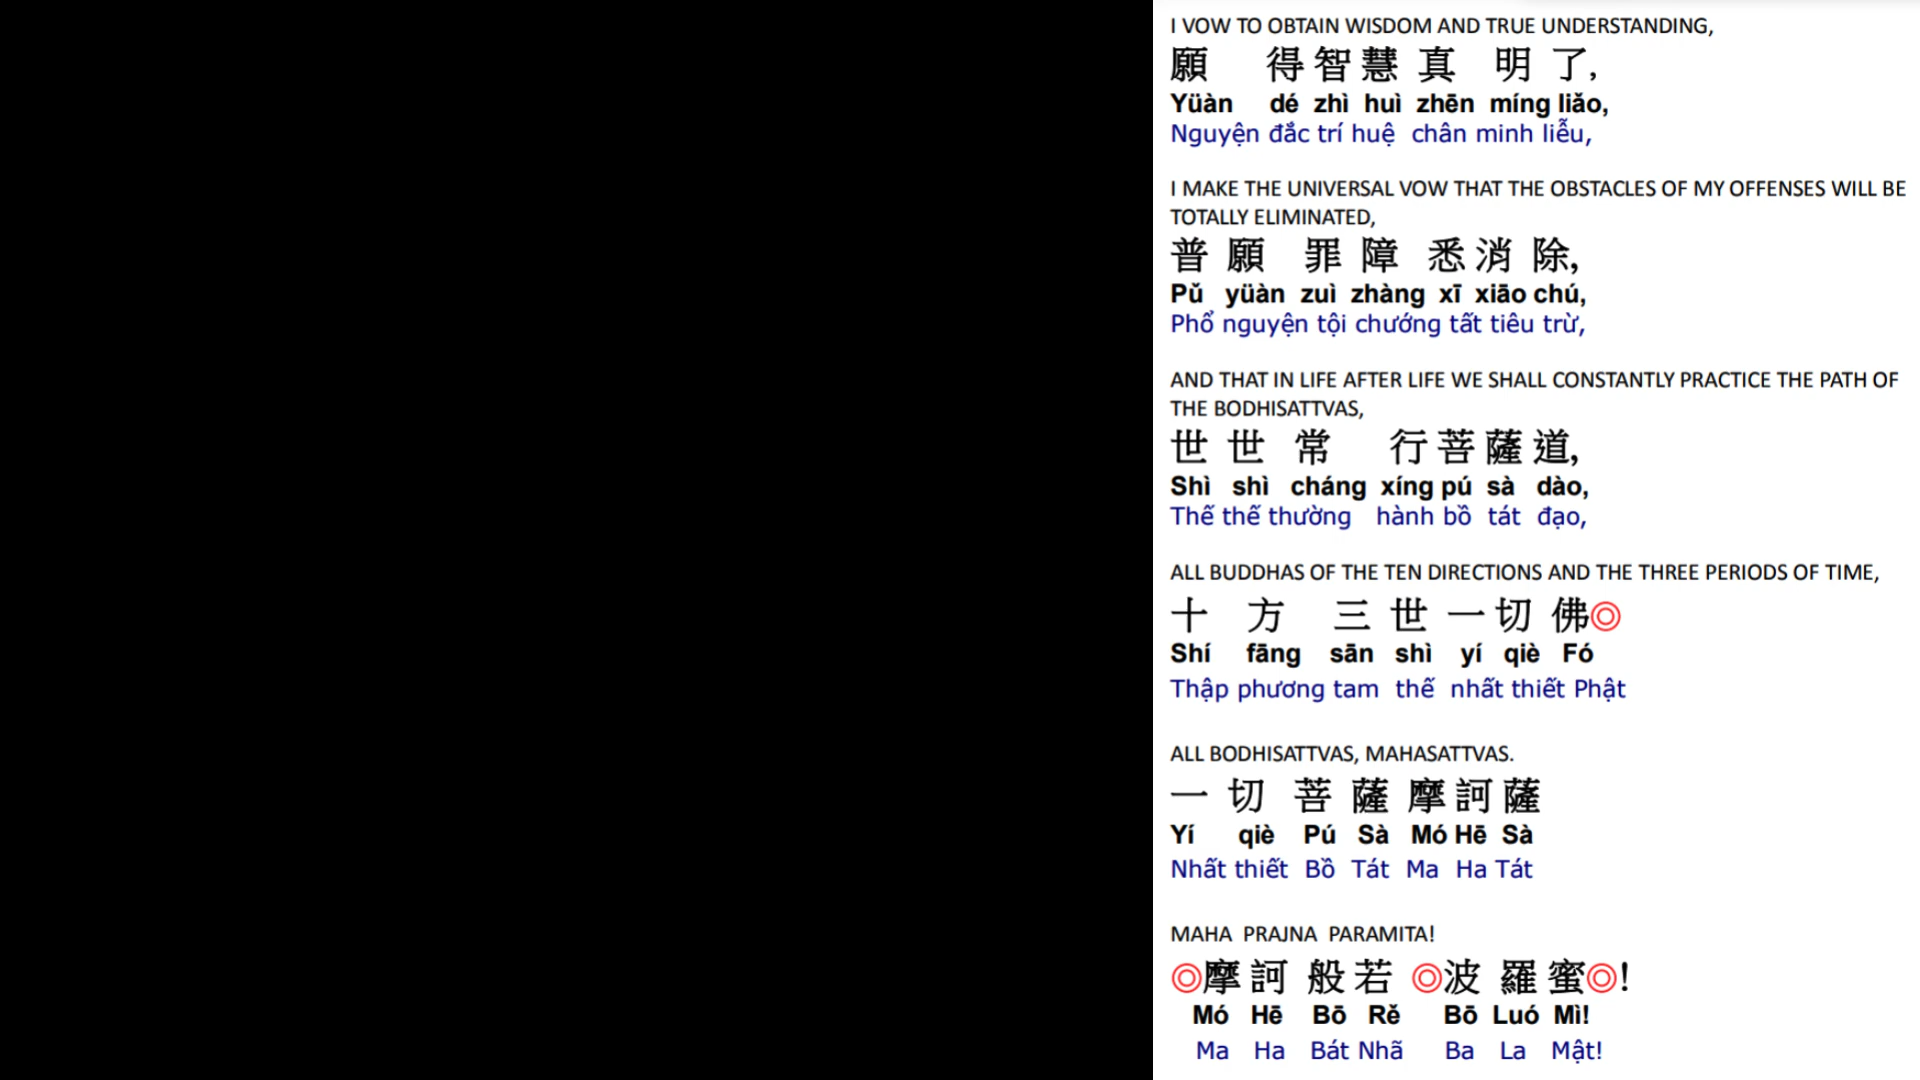 I VOW TO OBTAIN WISDOM AND TRUE UNDERSTANDING,
願 得 智 慧 真 明 了,
Yüàn dé zhì huì zhēn míng liǎo,
Nguyện đắc trí huệ chân minh liễu,
I MAKE THE UNIVERSAL VOW THAT THE OBSTACLES OF MY OFFENSES WILL BE
TOTALLY ELIMINATED,
普 願 罪 障 悉 消 除,
Pǔ yüàn zuì zhàng xī xiāo chú,
Phổ nguyện tội chướng tất tiêu trừ,
AND THAT IN LIFE AFTER LIFE WE SHALL CONSTANTLY PRACTICE THE PATH OF
THE BODHISATTVAS,
世 世 常 行 菩 薩 道,
Shì shì cháng xíng pú sà dào,
Thế thế thường hành bồ tát đạo,
ALL BUDDHAS OF THE TEN DIRECTIONS AND THE THREE PERIODS OF TIME,
十 方 三 世 一 切 佛◎
Shí fāng sān shì yí qiè Fó
Thập phương tam thế nhất thiết Phật
ALL BODHISATTVAS, MAHASATTVAS.
一 切 菩 薩 摩 訶 薩
Yí qiè Pú Sà Mó Hē Sà
Nhất thiết Bồ Tát Ma Ha Tát
MAHA PRAJNA PARAMITA!
◎摩 訶 般 若 ◎波 羅 蜜◎!
Mó Hē Bō Rě Bō Luó Mì!
Ma Ha Bát Nhã Ba La Mật!